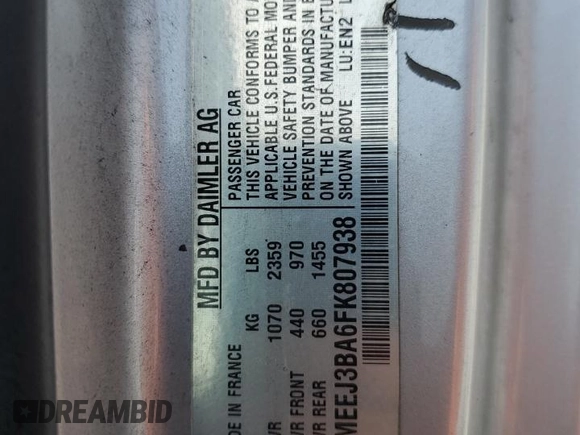 MFD BY DAIMLER AG
PASSENGER CAR
THIS VEHICLE CONFORMS TO
APPLICABLE U.S.FEDERAL MO
VEHICLE SAFETY BUMPER AND
PREVENTION STANDARDS IN
ON THE DATE OF MANUFACTUR
SHOWN ABOVE LU:EN2
DE IN FRANCE KG LBS
VR 1070 2359
VR FRONT 440 970
VR REAR 660 1455
MEEJ3BA6FK807938
DREAMBID